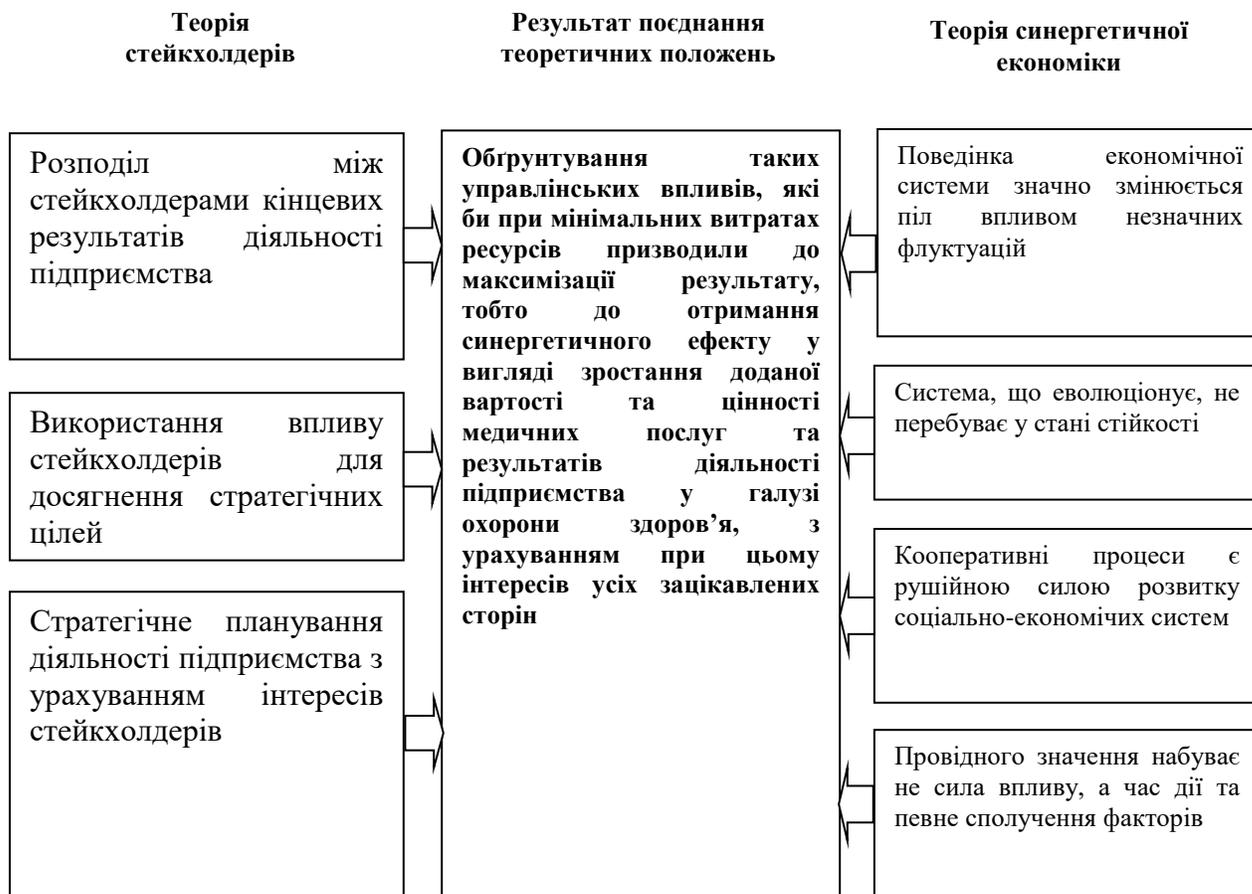 Теорія
стейкхолдерів
Розподіл між
стейкхолдерами кінцевих
результатів діяльності
підприємства
Використання впливу
стейкхолдерів для
досягнення стратегічних
цілей
Стратегічне планування
діяльності підприємства з
урахуванням інтересів
стейкхолдерів
Результат поєднання
теоретичних положень
Обґрунтування таких
управлінських впливів, які
би при мінімальних витратах
ресурсів призводили до
максимізації результату,
тобто до отримання
синергетичного ефекту у
вигляді зростання доданої
вартості та цінності
медичних послуг та
результатів діяльності
підприємства у галузі
охорони здоров’я, з
урахуванням при цьому
інтересів усіх зацікавлених
сторін
Теорія синергетичної
економіки
Поведінка економічної
системи значно змінюється
піл впливом незначних
флуктуацій
Система, що еволюціонує, не
перебуває у стані стійкості
Кооперативні процеси є
рушійною силою розвитку
соціально-економічих систем
Провідного значення набуває
не сила впливу, а час дії та
певне сполучення факторів